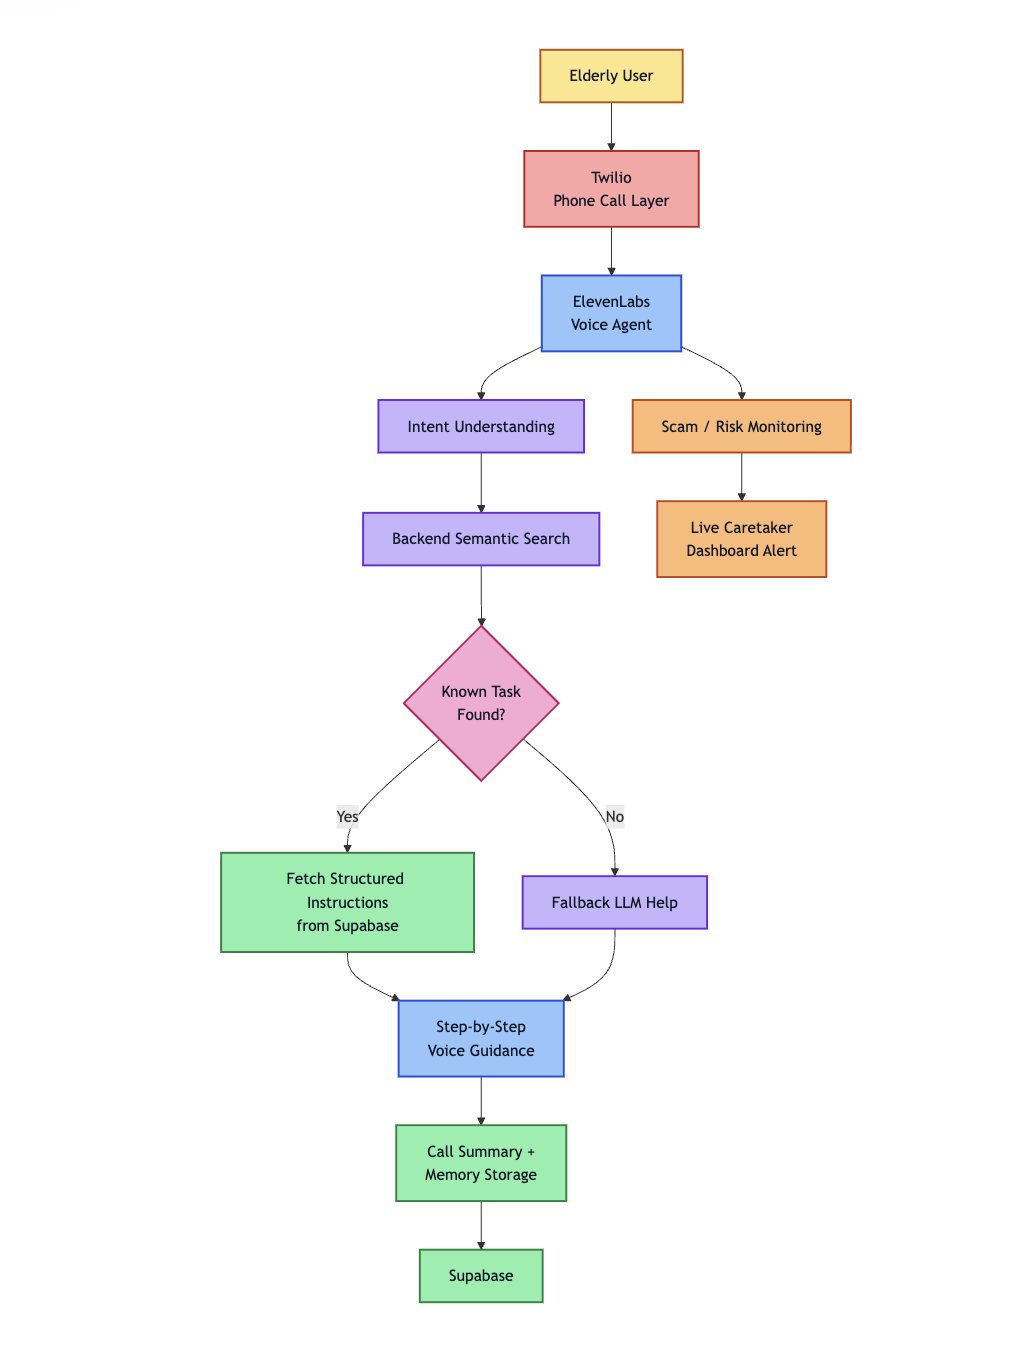 Elderly User
Twilio
Phone Call Layer
ElevenLabs
Voice Agent
Intent Understanding
Scam / Risk Monitoring
Backend Semantic Search
Live Caretaker
Dashboard Alert
Known Task
Found?
Yes
No
Fetch Structured
Instructions
from Supabase
Fallback LLM Help
Step-by-Step
Voice Guidance
Call Summary +
Memory Storage
Supabase